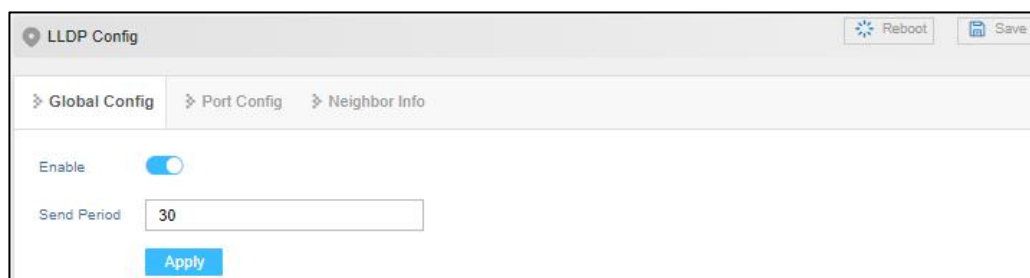 LLDP Config
Reboot
Save
Global Config
Port Config
Neighbor Info
Enable
Send Period
30
Apply